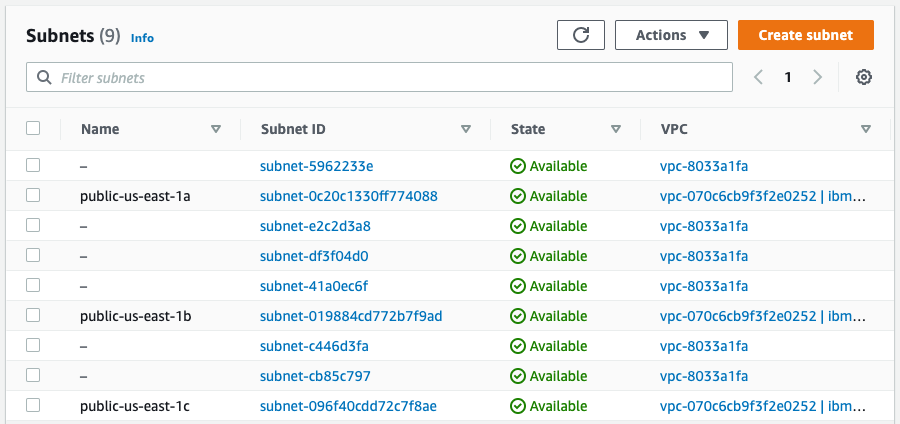 Subnets (9) Info Actions Create subnet
Filter subnets 1
Name Subnet ID State VPC
– subnet-5962233e Available vpc-8033a1fa
public-us-east-1a subnet-0c20c1330ff774088 Available vpc-070c6cb9f3f2e0252 | ibm...
– subnet-e2c2d3a8 Available vpc-8033a1fa
– subnet-df3f04d0 Available vpc-8033a1fa
– subnet-41a0ec6f Available vpc-8033a1fa
public-us-east-1b subnet-019884cd772b7f9ad Available vpc-070c6cb9f3f2e0252 | ibm...
– subnet-c446d3fa Available vpc-8033a1fa
– subnet-cb85c797 Available vpc-8033a1fa
public-us-east-1c subnet-096f40cdd72c7f8ae Available vpc-070c6cb9f3f2e0252 | ibm...